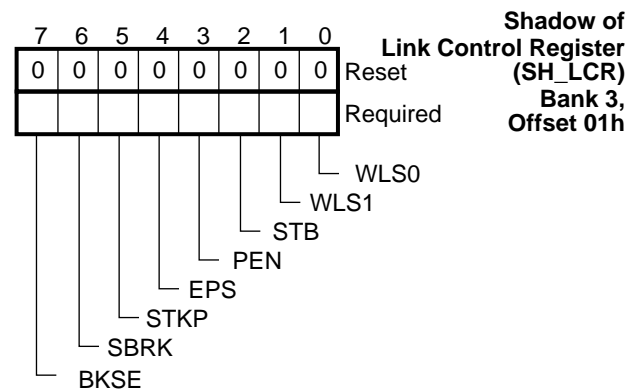 Shadow of
Link Control Register
(SH_LCR)
Bank 3,
Offset 01h
7 6 5 4 3 2 1 0
0 0 0 0 0 0 0 0 Reset
Required
WLS0
WLS1
STB
PEN
EPS
STKP
SBRK
BKSE